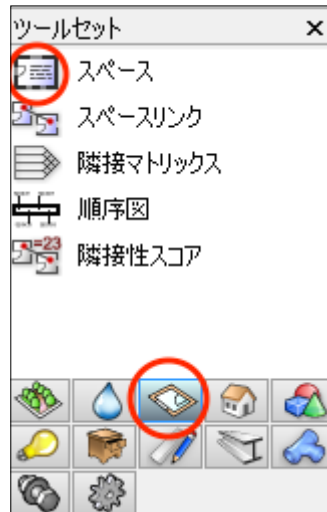 ツールセット
スペース
スペースリンク
隣接マトリックス
順序図
=23
隣接性スコア